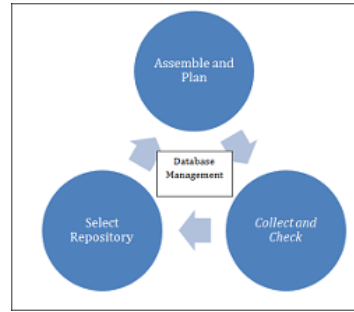 Assemble and
Plan
Database
Management
Select
Repository
Collect and
Check